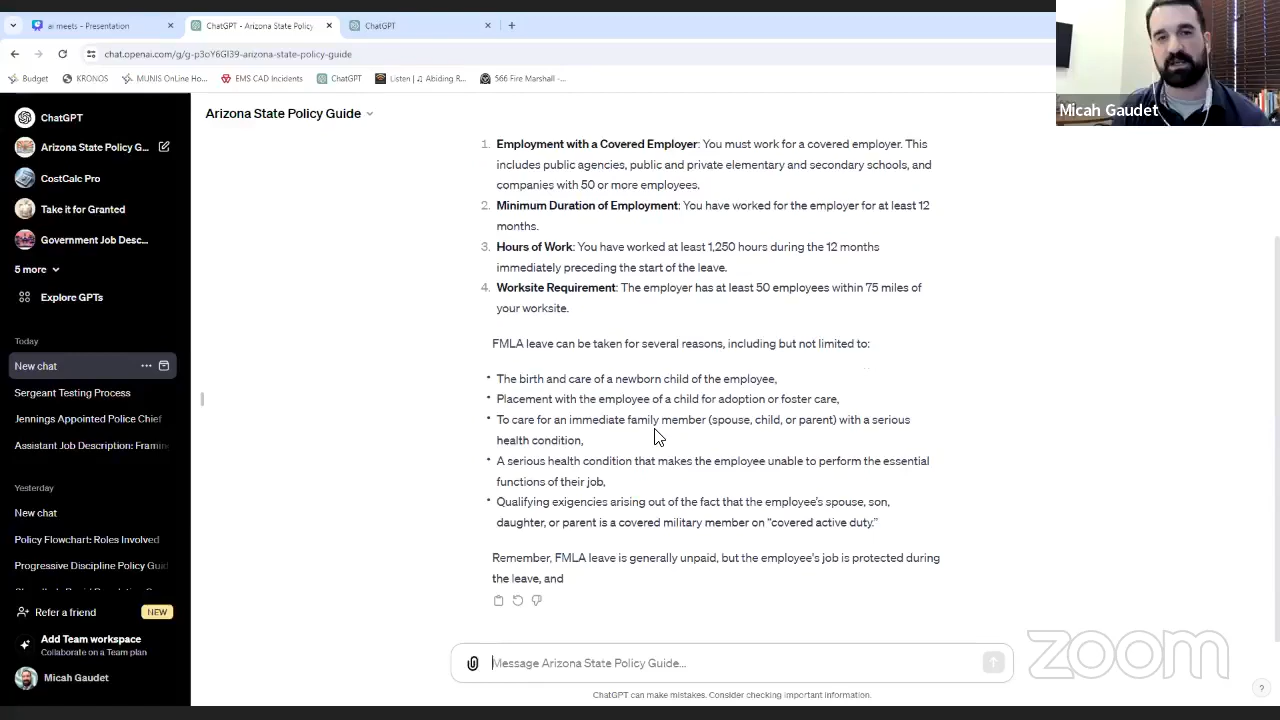 ai meets - Presentation
ChatGPT - Arizona State Policy
ChatGPT
chat.openai.com/g/g-p3oY6Gl39-arizona-state-policy-guide
Budget
KRONOS
MUNIS OnLine Ho...
EMS CAD Incidents
ChatGPT
Listen | ♫ Abiding R...
566 Fire Marshall -...
Micah Gaudet
ChatGPT
Arizona State Policy G...
CostCalc Pro
Take it for Granted
Government Job Desc...
5 more
Explore GPTs
Today
New chat
Sergeant Testing Process
Jennings Appointed Police Chief
Assistant Job Description: Framin
Yesterday
New chat
Policy Flowchart: Roles Involved
Progressive Discipline Policy Guid
Refer a friend
NEW
Add Team workspace
Collaborate on a Team plan
Micah Gaudet
Arizona State Policy Guide
1. Employment with a Covered Employer: You must work for a covered employer. This
includes public agencies, public and private elementary and secondary schools, and
companies with 50 or more employees.
2. Minimum Duration of Employment: You have worked for the employer for at least 12
months.
3. Hours of Work: You have worked at least 1,250 hours during the 12 months
immediately preceding the start of the leave.
4. Worksite Requirement: The employer has at least 50 employees within 75 miles of
your worksite.
FMLA leave can be taken for several reasons, including but not limited to:
• The birth and care of a newborn child of the employee,
• Placement with the employee of a child for adoption or foster care,
• To care for an immediate family member (spouse, child, or parent) with a serious
health condition,
• A serious health condition that makes the employee unable to perform the essential
functions of their job,
• Qualifying exigencies arising out of the fact that the employee's spouse, son,
daughter, or parent is a covered military member on “covered active duty.”
Remember, FMLA leave is generally unpaid, but the employee's job is protected during
the leave, and
Message Arizona State Policy Guide...
ChatGPT can make mistakes. Consider checking important information.
zoom
?